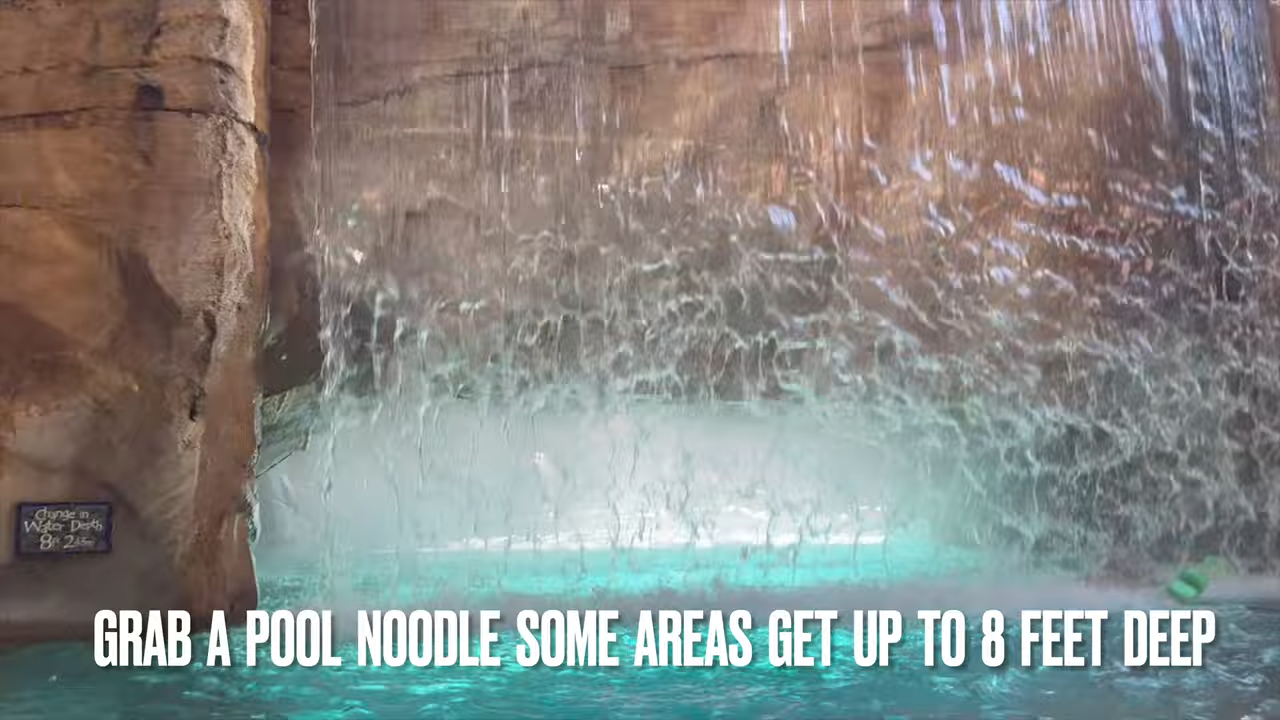 Change in
Water Depth
8ft
GRAB A POOL NOODLE SOME AREAS GET UP TO 8 FEET DEEP